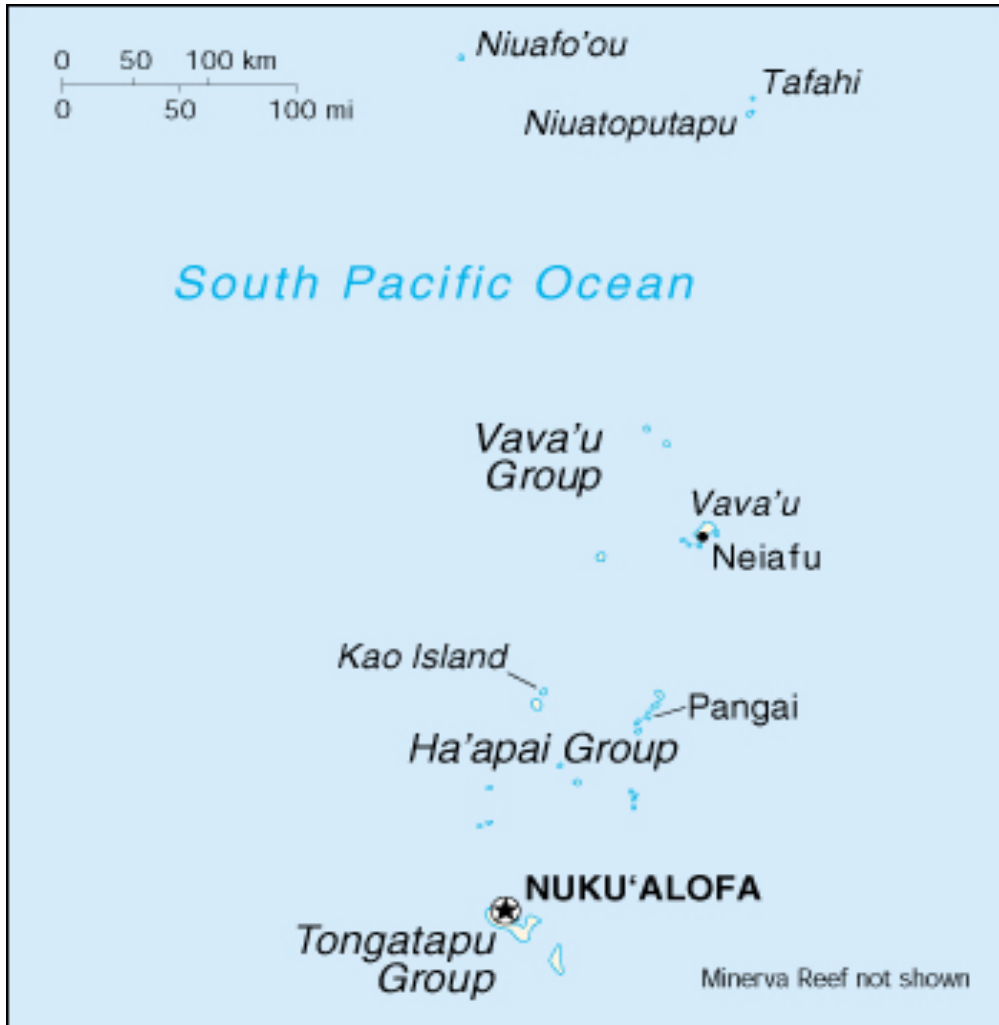 Niuafo'ou
0 50 100 km
0 50 100 mi
Tafahi
Niuatoputapu
South Pacific Ocean
Vava'u
Group
Vava'u
Neiafu
Kao Island
Pangai
Ha'apai Group
NUKU‘ALOFA
Tongatapu
Group
Minerva Reef not shown